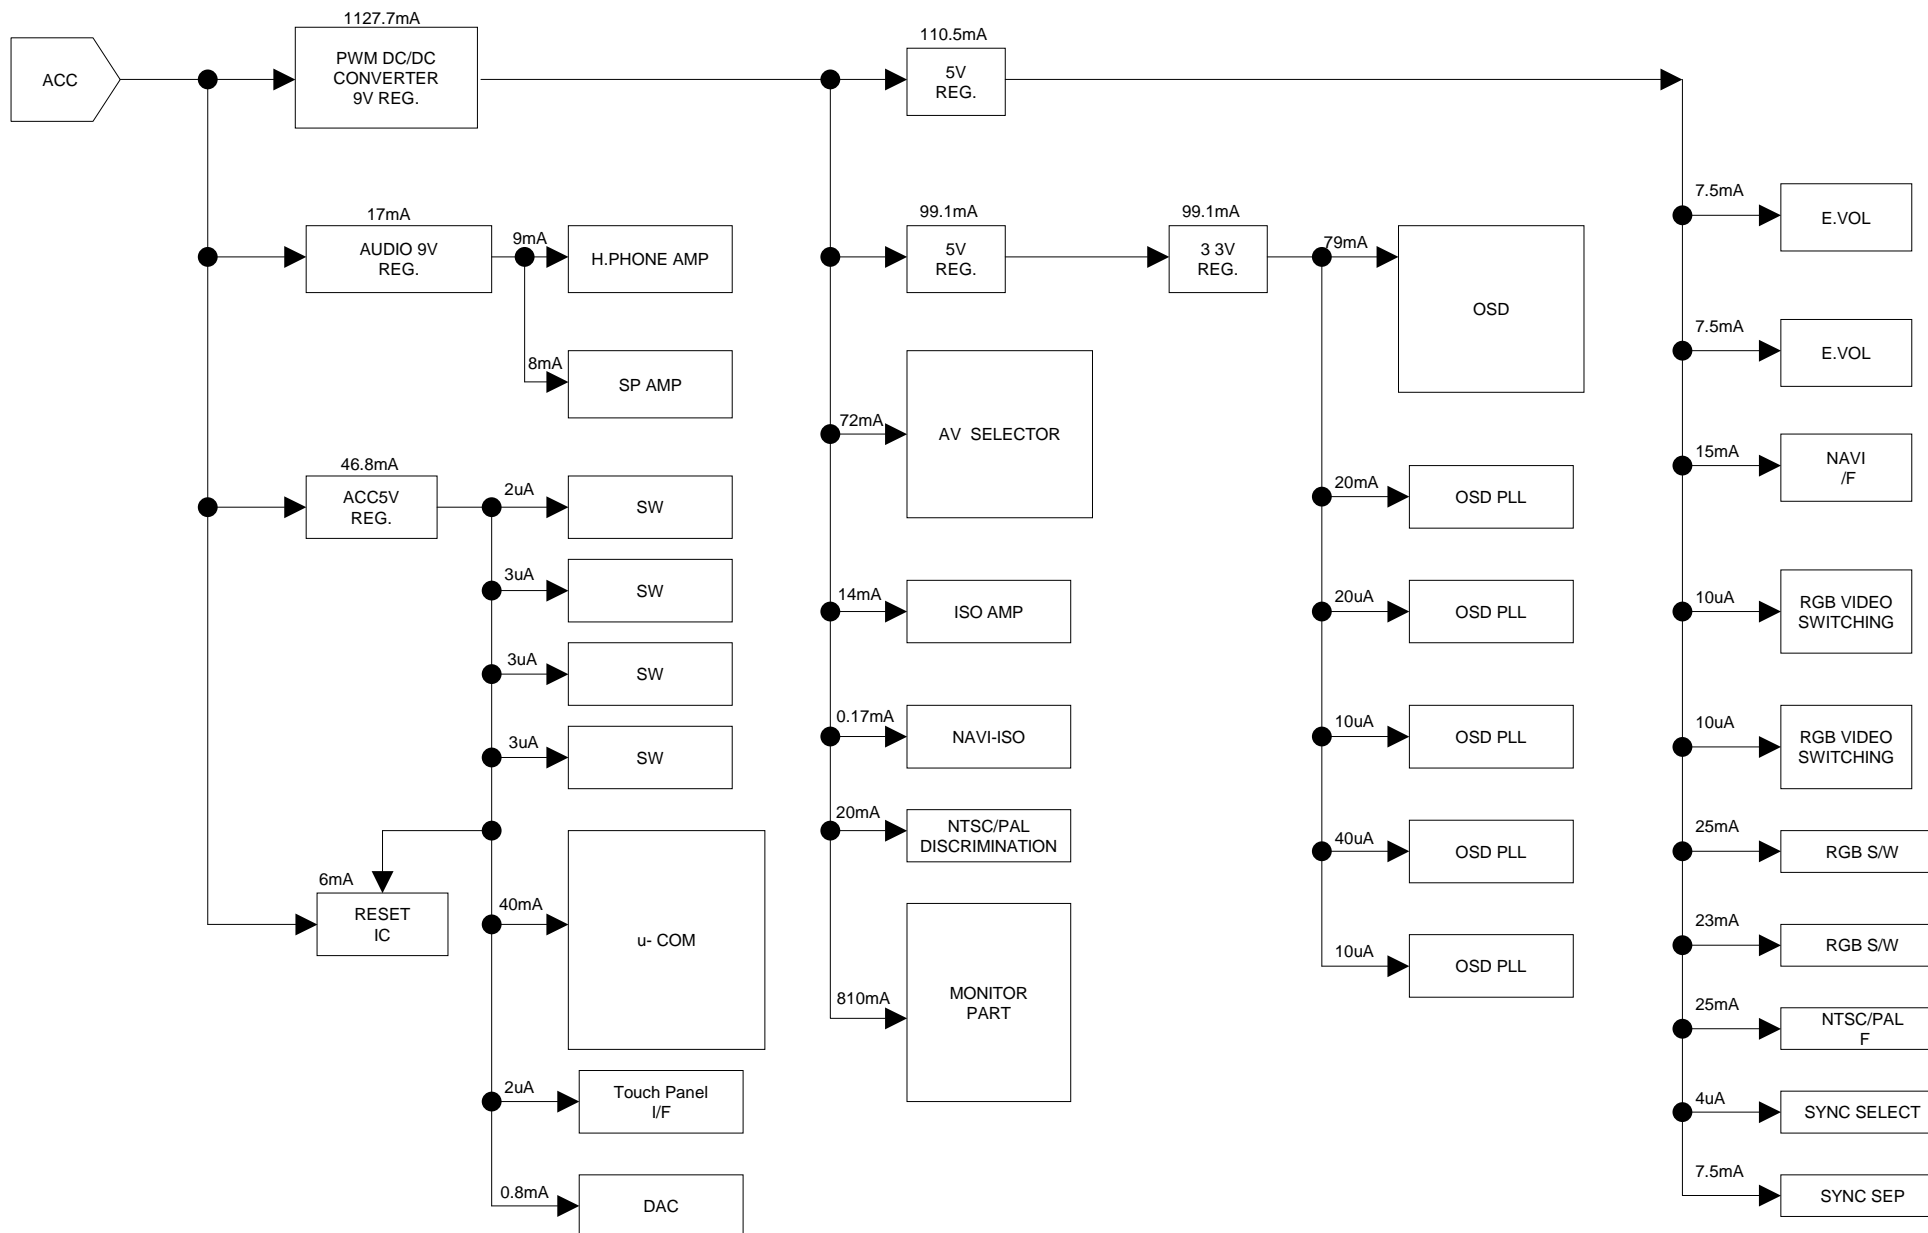 1127.7mA
ACC
PWM DC/DC
CONVERTER
9V REG.
110.5mA
5V
REG.
17mA
AUDIO 9V
REG.
9mA
H.PHONE AMP
8mA
SP AMP
46.8mA
ACC5V
REG.
2uA
SW
3uA
SW
3uA
SW
3uA
SW
6mA
RESET
IC
40mA
u- COM
2uA
Touch Panel
I/F
0.8mA
DAC
99.1mA
5V
REG.
99.1mA
3 3V
REG.
72mA
AV SELECTOR
14mA
ISO AMP
0.17mA
NAVI-ISO
20mA
NTSC/PAL
DISCRIMINATION
810mA
MONITOR
PART
79mA
OSD
20mA
OSD PLL
20uA
OSD PLL
10uA
OSD PLL
40uA
OSD PLL
10uA
OSD PLL
7.5mA
E.VOL
7.5mA
E.VOL
15mA
NAVI
/F
10uA
RGB VIDEO
SWITCHING
10uA
RGB VIDEO
SWITCHING
25mA
RGB S/W
23mA
RGB S/W
25mA
NTSC/PAL
F
4uA
SYNC SELECT
7.5mA
SYNC SEP